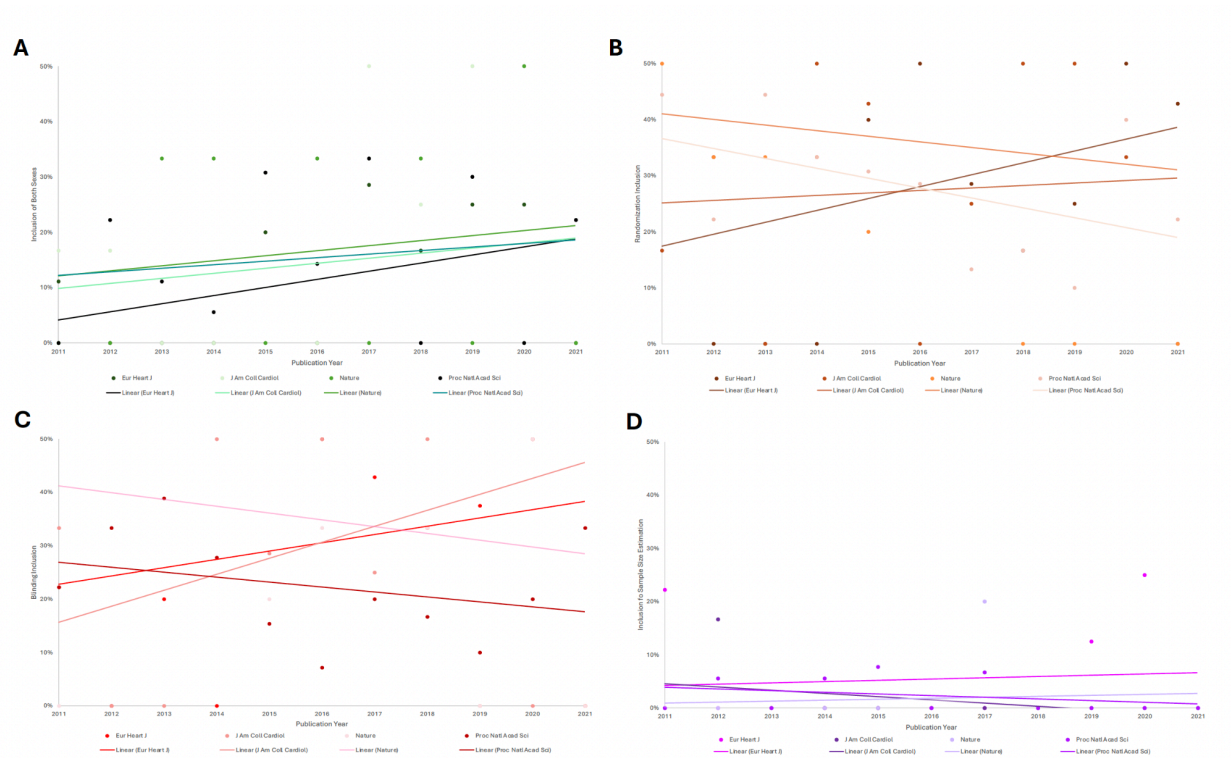 A
50%
40%
30%
20%
10%
0%
Inclusion of Both Sexes
2011 2012 2013 2014 2015 2016 2017 2018 2019 2020 2021
Publication Year
Eur Heart J J Am Coll Cardiol Nature Proc Natl Acad Sci
Linear (Eur Heart J) Linear (J Am Coll Cardiol) Linear (Nature) Linear (Proc Natl Acad Sci)
B
50%
40%
30%
20%
10%
0%
Randomization Inclusion
2011 2012 2013 2014 2015 2016 2017 2018 2019 2020 2021
Publication Year
Eur Heart J J Am Coll Cardiol Nature Proc Natl Acad Sci
Linear (Eur Heart J) Linear (J Am Coll Cardiol) Linear (Nature) Linear (Proc Natl Acad Sci)
C
50%
40%
30%
20%
10%
0%
Blinding Inclusion
2011 2012 2013 2014 2015 2016 2017 2018 2019 2020 2021
Publication Year
Eur Heart J J Am Coll Cardiol Nature Proc Natl Acad Sci
Linear (Eur Heart J) Linear (J Am Coll Cardiol) Linear (Nature) Linear (Proc Natl Acad Sci)
D
50%
40%
30%
20%
10%
0%
Inclusion fo Sample Size Estimation
2011 2012 2013 2014 2015 2016 2017 2018 2019 2020 2021
Publication Year
Eur Heart J J Am Coll Cardiol Nature Proc Natl Acad Sci
Linear (Eur Heart J) Linear (J Am Coll Cardiol) Linear (Nature) Linear (Proc Natl Acad Sci)